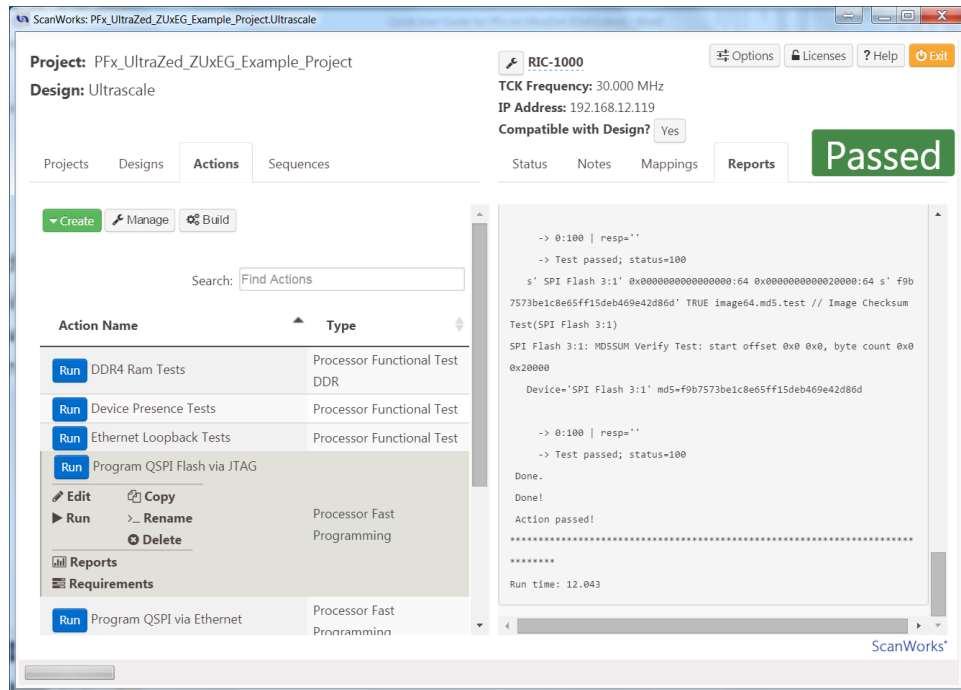 ScanWorks: PFx_UltraZed_ZUxEG_Example_Project.Ultrascale
Project: PFx_UltraZed_ZUxEG_Example_Project
Design: Ultrascale
RIC-1000
TCK Frequency: 30.000 MHz
IP Address: 192.168.12.119
Compatible with Design? Yes
Options
Licenses
? Help
Exit
Projects
Designs
Actions
Sequences
Status
Notes
Mappings
Reports
Passed
Create
Manage
Build
Search: Find Actions
Action Name
Type
Run DDR4 Ram Tests
Processor Functional Test
DDR
Run Device Presence Tests
Processor Functional Test
Run Ethernet Loopback Tests
Processor Functional Test
Run Program QSPI Flash via JTAG
Edit
Copy
Run
>_ Rename
Delete
Reports
Requirements
Processor Fast
Programming
Run Program QSPI via Ethernet
Processor Fast
Programming
-> 0:100 | resp=''
-> Test passed; status=100
s' SPI Flash 3:1' 0x0000000000000000:64 0x0000000000020000:64 s' f9b
7573be1c8e65ff15deb469e42d86d' TRUE image64.md5.test // Image Checksum
Test(SPI Flash 3:1)
SPI Flash 3:1: MD5SUM Verify Test: start offset 0x0 0x0, byte count 0x0
0x20000
Device='SPI Flash 3:1' md5=f9b7573be1c8e65ff15deb469e42d86d
-> 0:100 | resp=''
-> Test passed; status=100
Done.
Done!
Action passed!
***********************************************************************
********
Run time: 12.043
ScanWorks*